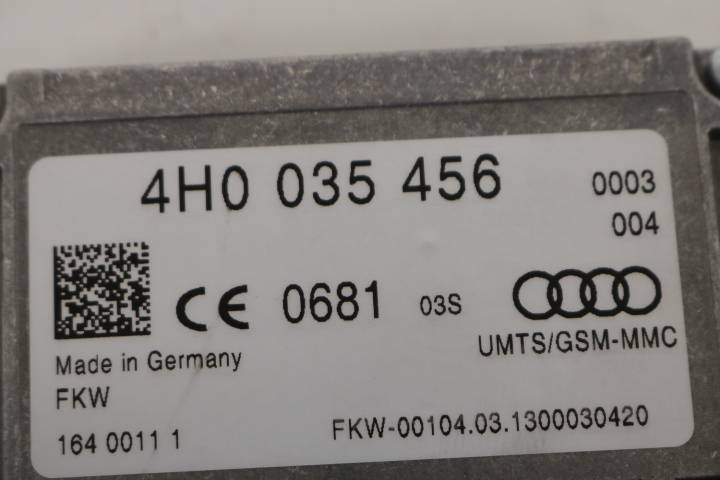 4H0 035 456 0003
004
CE 0681 03S
UMTS/GSM-MMC
Made in Germany
FKW
164 0011 1 FKW-00104.03.1300030420